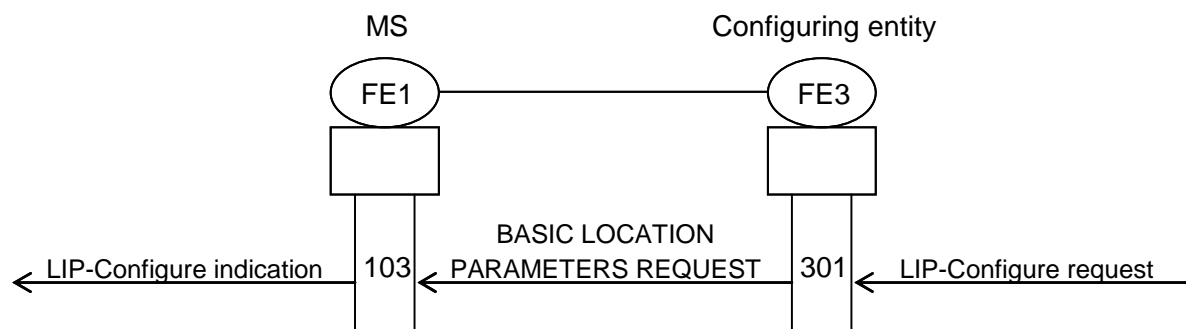 MS
Configuring entity
FE1
FE3
BASIC LOCATION
LIP-Configure indication
103
PARAMETERS REQUEST
301
LIP-Configure request